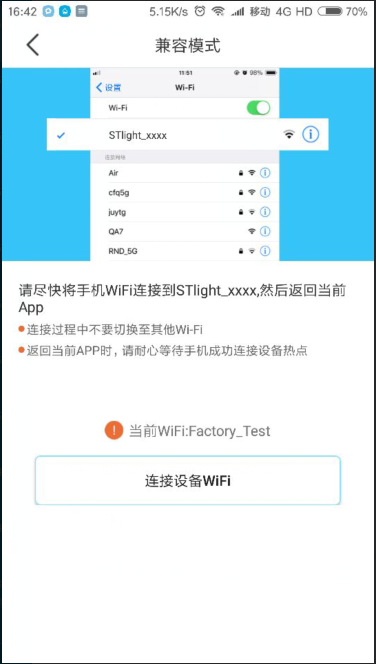 16:42 5.15K/s 移动 4G HD 70%
兼容模式
11:51 98%
设置 Wi-Fi
Wi-Fi
STlight_xxxx
选取网络
Air
cfq5g
juytg
QA7
RND_5G
请尽快将手机WiFi连接到STlight_xxxx,然后返回当前
App
连接过程中不要切换至其他Wi-Fi
返回当前APP时，请耐心等待手机成功连接设备热点
当前WiFi:Factory_Test
连接设备WiFi